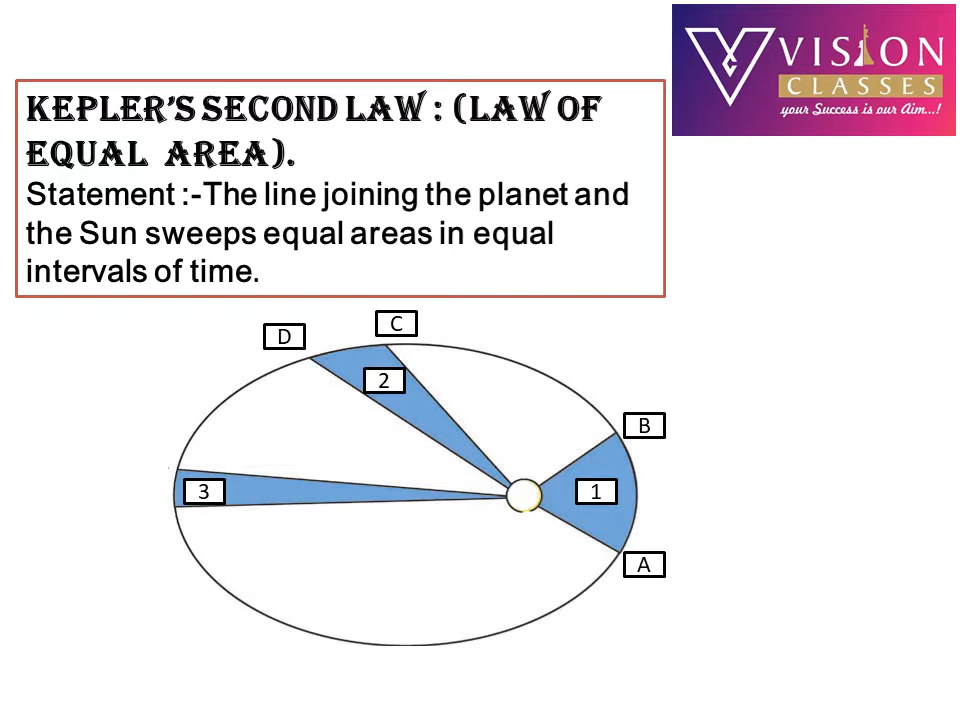 VISION
CLASSES
your Success is our Aim...!
KEPLER’S SECOND LAW : (LAW OF
EQUAL AREA).
Statement :-The line joining the planet and
the Sun sweeps equal areas in equal
intervals of time.
D
C
2
B
3
1
A